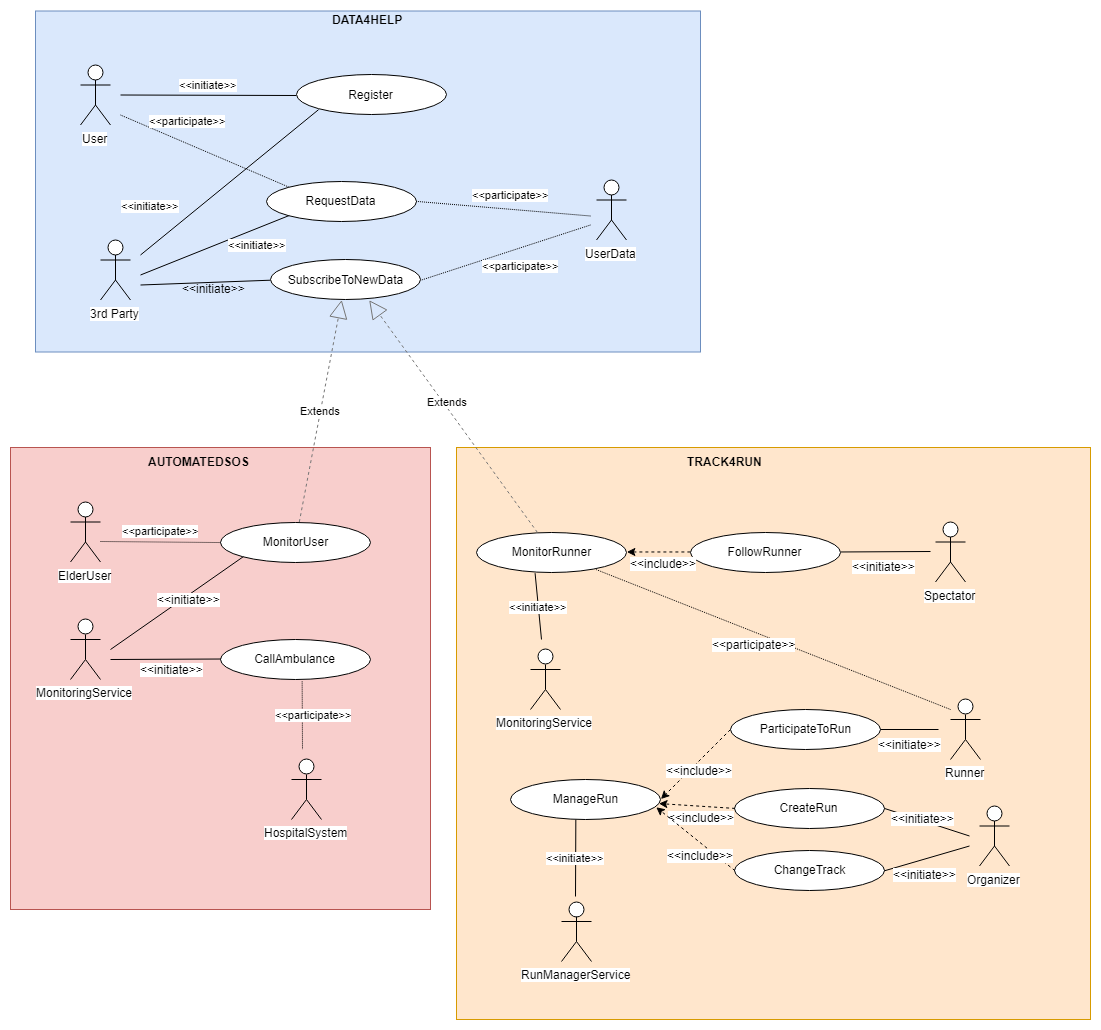 DATA4HELP
<<initiate>>
Register
<<participate>>
User
RequestData
<<participate>>
<<initiate>>
<<initiate>>
UserData
<<participate>>
SubscribeToNewData
<<initiate>>
3rd Party
Extends
Extends
AUTOMATEDSOS
<<participate>>
MonitorUser
ElderUser
<<initiate>>
CallAmbulance
<<initiate>>
MonitoringService
<<participate>>
HospitalSystem
TRACK4RUN
MonitorRunner
<<include>>
FollowRunner
<<initiate>>
Spectator
<<initiate>>
<<participate>>
MonitoringService
ParticipateToRun
<<initiate>>
Runner
<<include>>
ManageRun
CreateRun
<<include>>
<<initiate>>
<<include>>
ChangeTrack
<<initiate>>
Organizer
<<initiate>>
RunManagerService